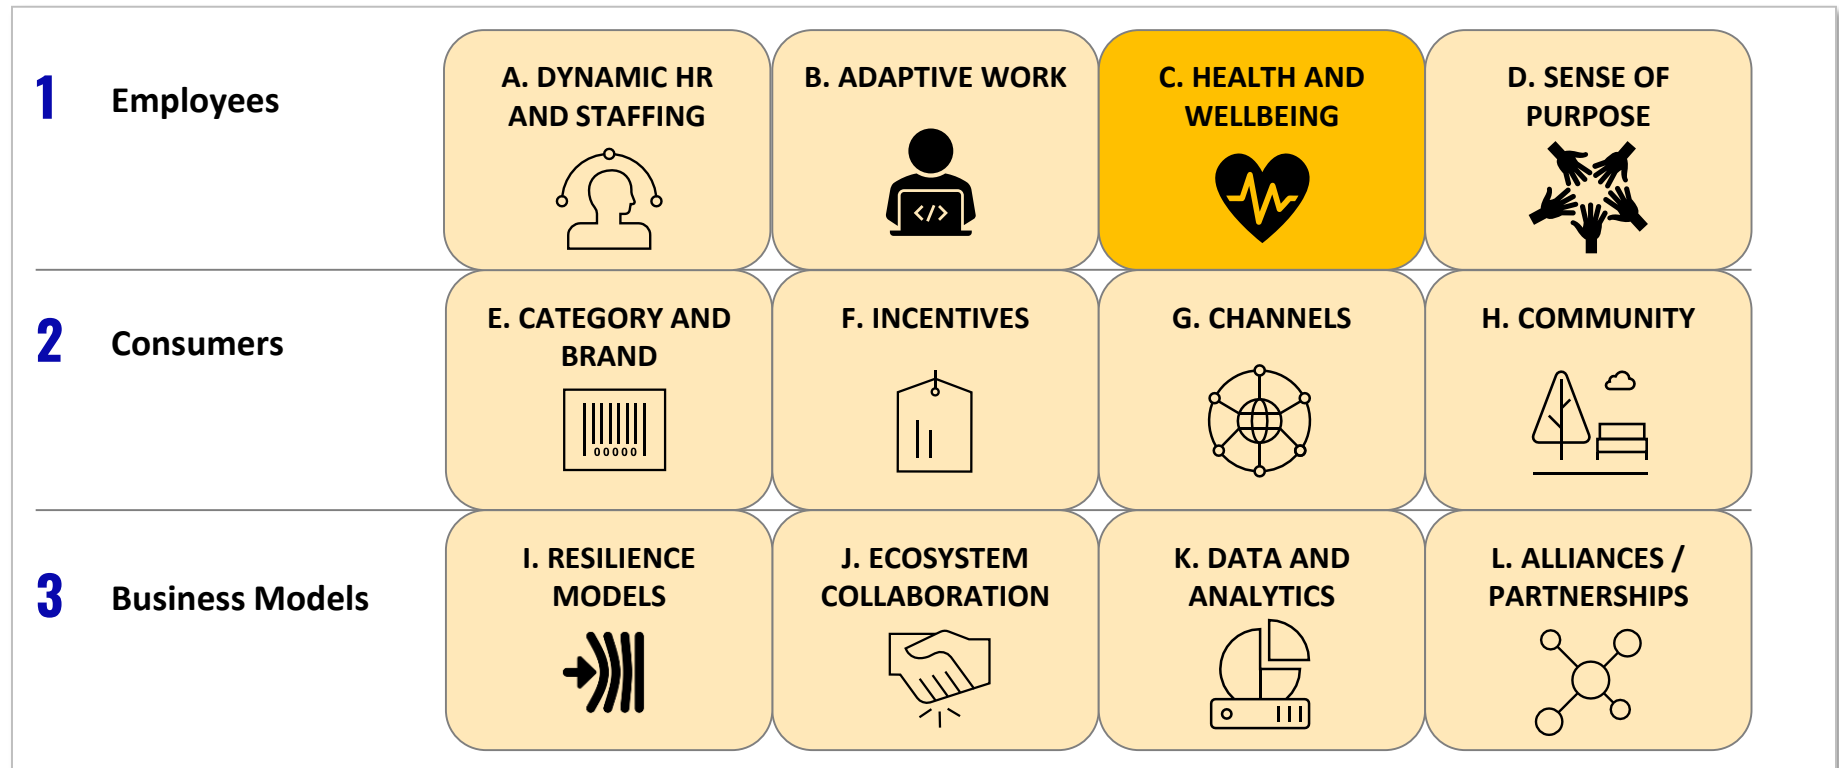 1 Employees
A. DYNAMIC HR
AND STAFFING
B. ADAPTIVE WORK
</>
C. HEALTH AND
WELLBEING
D. SENSE OF
PURPOSE
2 Consumers
E. CATEGORY AND
BRAND
00000
F. INCENTIVES
G. CHANNELS
H. COMMUNITY
3 Business Models
I. RESILIENCE
MODELS
J. ECOSYSTEM
COLLABORATION
K. DATA AND
ANALYTICS
L. ALLIANCES /
PARTNERSHIPS